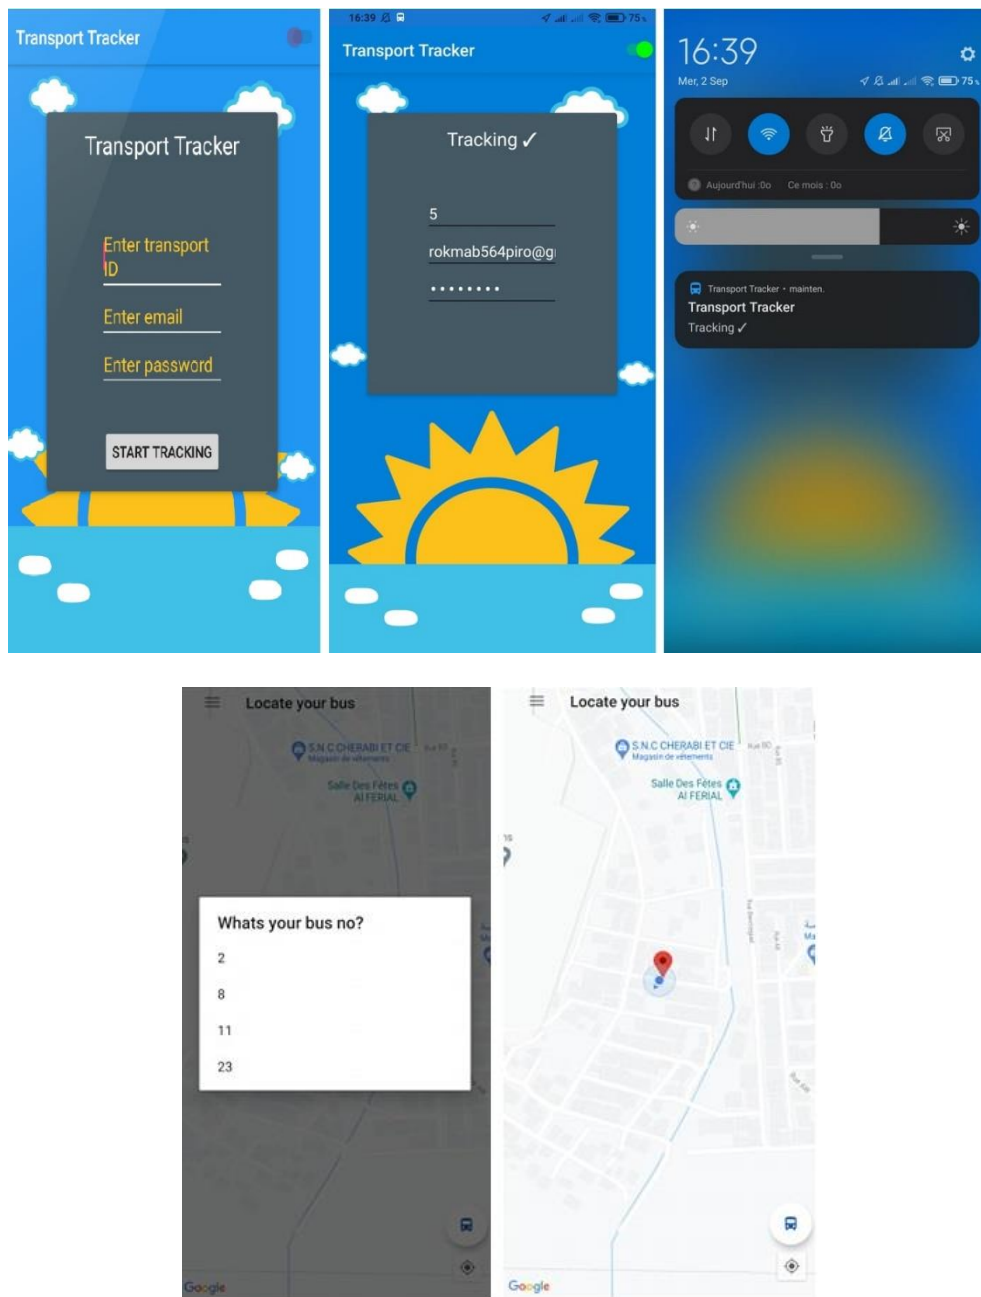 Transport Tracker
Transport Tracker
Enter transport
ID
Enter email
Enter password
START TRACKING
16:39
75
Transport Tracker
Tracking ✓
5
rokmab564piro@g
••••••••
16:39
Mer, 2 Sep
75
Aujourd'hui :0o Ce mois : 0o
Transport Tracker • mainten.
Transport Tracker
Tracking ✓
Locate your bus
S.N.C CHERABI ET CIE
Magasin de vêtements
Salle Des Fêtes
Al FERIAL
Whats your bus no?
2
8
11
23
Google
Locate your bus
S.N.C CHERABI ET CIE
Magasin de vêtements
Rue 60
Salle Des Fêtes
Al FERIAL
ns
Ma
Google